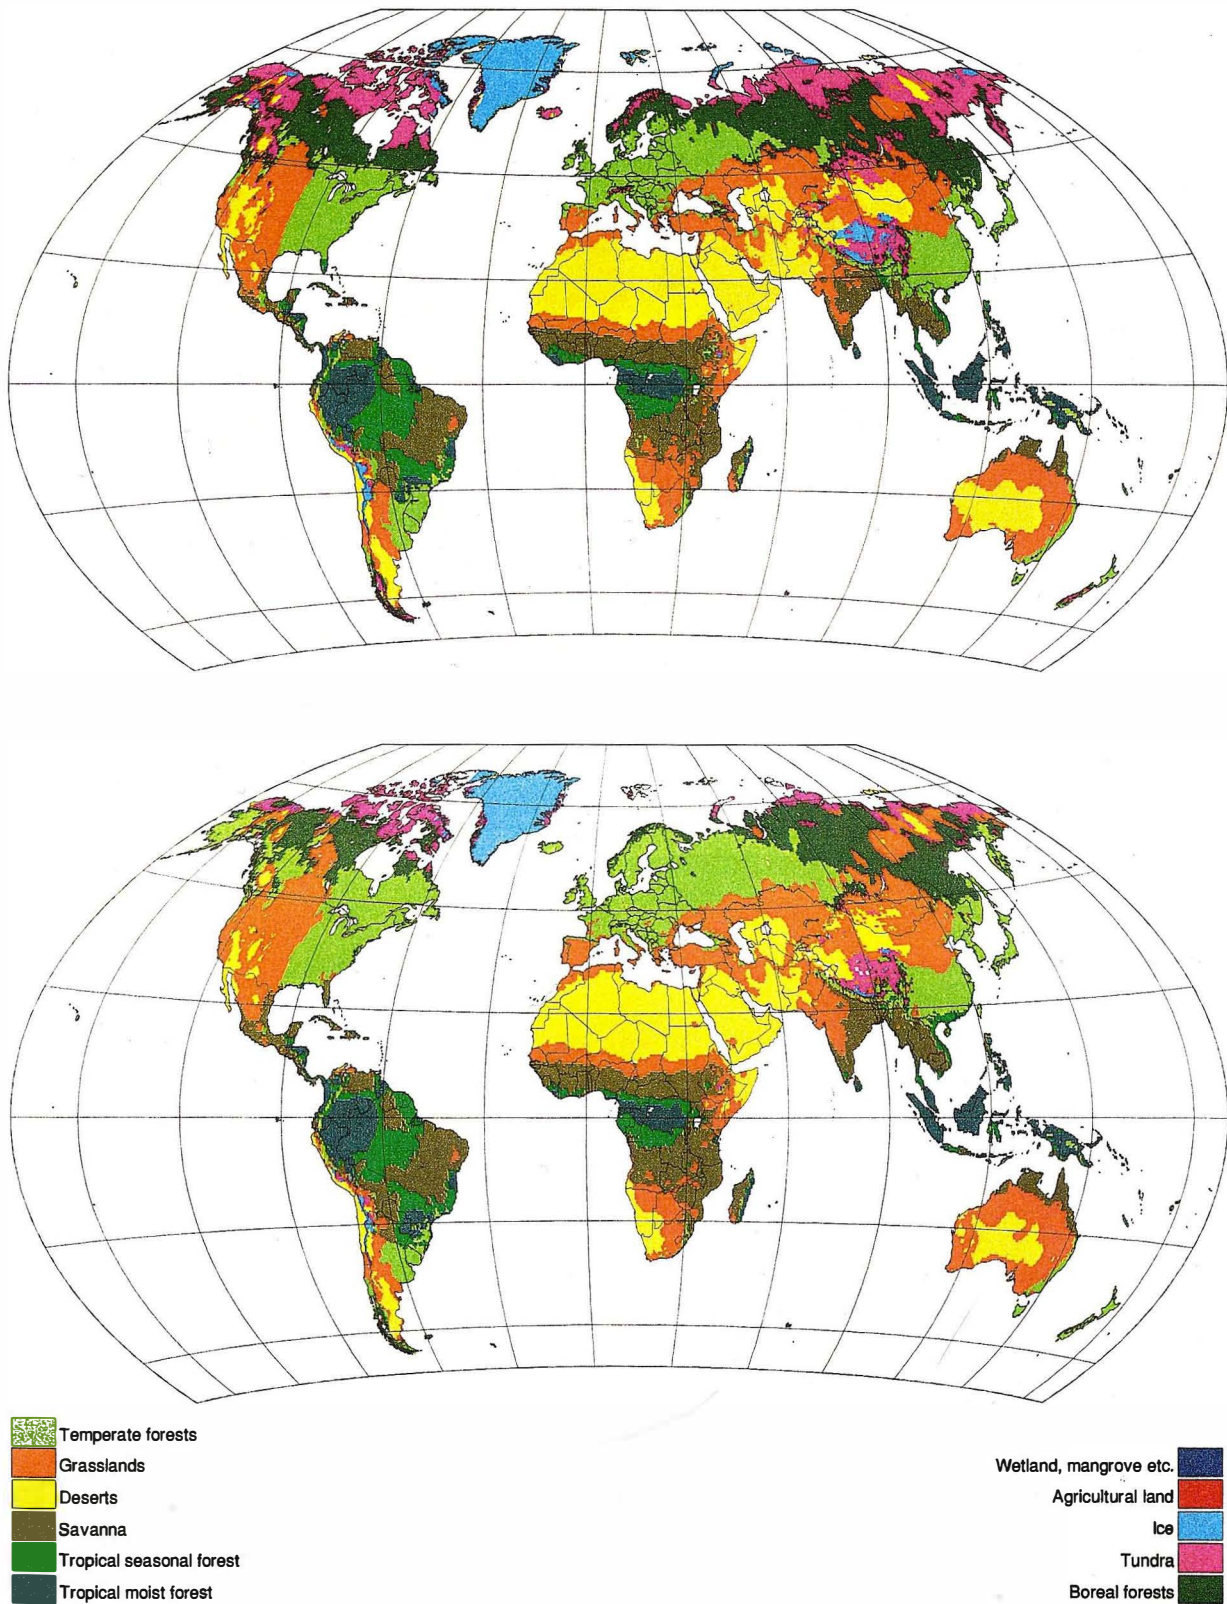 Temperate forests
Grasslands
Deserts
Savanna
Tropical seasonal forest
Tropical moist forest
Wetland, mangrove etc.
Agricultural land
Ice
Tundra
Boreal forests